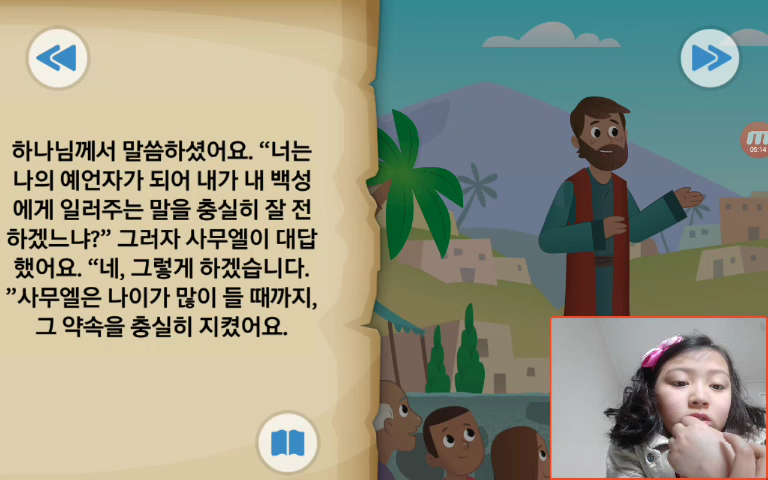 하나님께서 말씀하셨어요. “너는
나의 예언자가 되어 내가 내 백성
에게 일러주는 말을 충실히 잘 전
하겠느냐?” 그러자 사무엘이 대답
했어요. “네, 그렇게 하겠습니다.
”사무엘은 나이가 많이 들 때까지,
그 약속을 충실히 지켰어요.
05:14